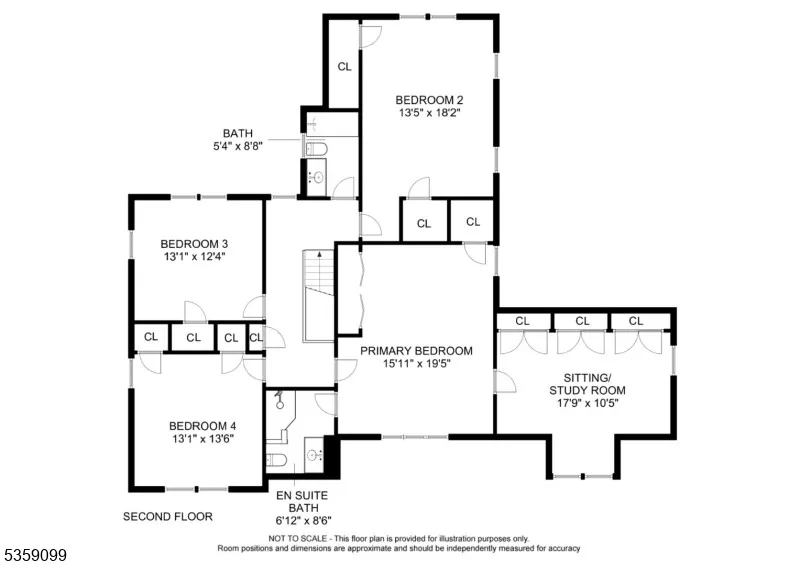 CL
BEDROOM 2
13'5" x 18'2"
BATH
5'4" x 8'8"
CL
CL
BEDROOM 3
13'1" x 12'4"
CL
CL
CL
CL
CL
CL
CL
PRIMARY BEDROOM
15'11" x 19'5"
SITTING/
STUDY ROOM
17'9" x 10'5"
BEDROOM 4
13'1" x 13'6"
EN SUITE
BATH
6'12" x 8'6"
SECOND FLOOR
NOT TO SCALE - This floor plan is provided for illustration purposes only.
Room positions and dimensions are approximate and should be independently measured for accuracy
5359099